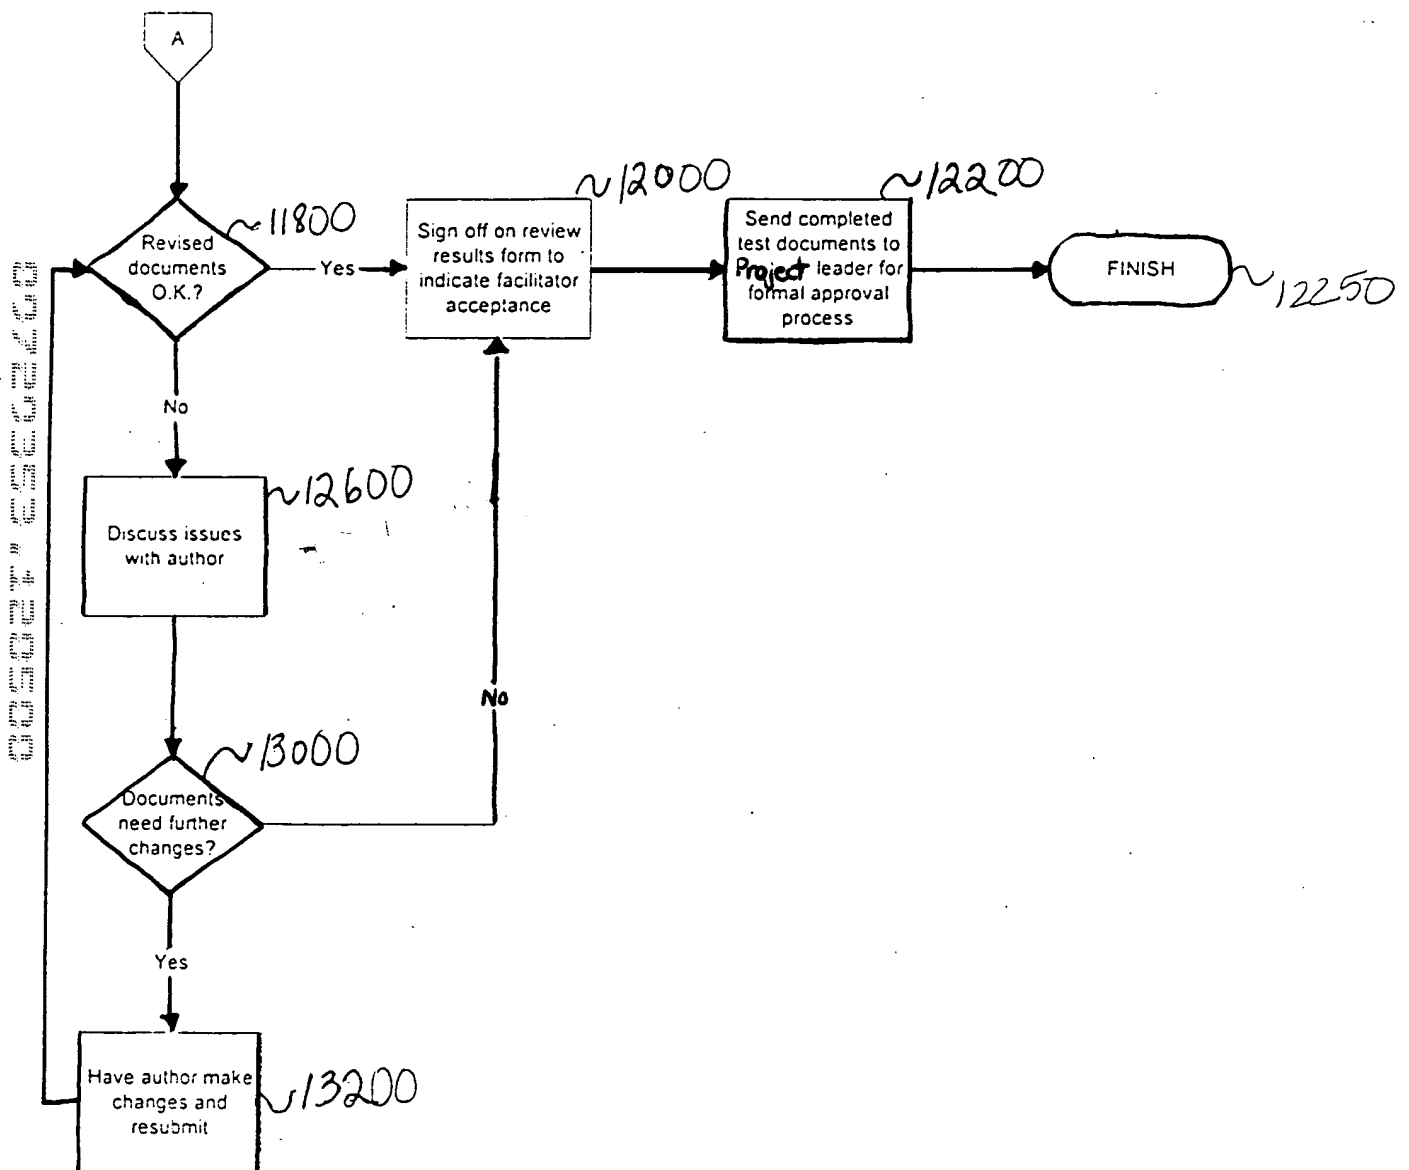 A
Revised
documents
O.K.?
~11800
Yes
Sign off on review
results form to
indicate facilitator
acceptance
~12000
Send completed
test documents to
Project leader for
formal approval
process
~12200
FINISH
~12250
No
Discuss issues
with author
~12600
No
Documents
need further
changes?
~13000
Yes
Have author make
changes and
resubmit
~13200